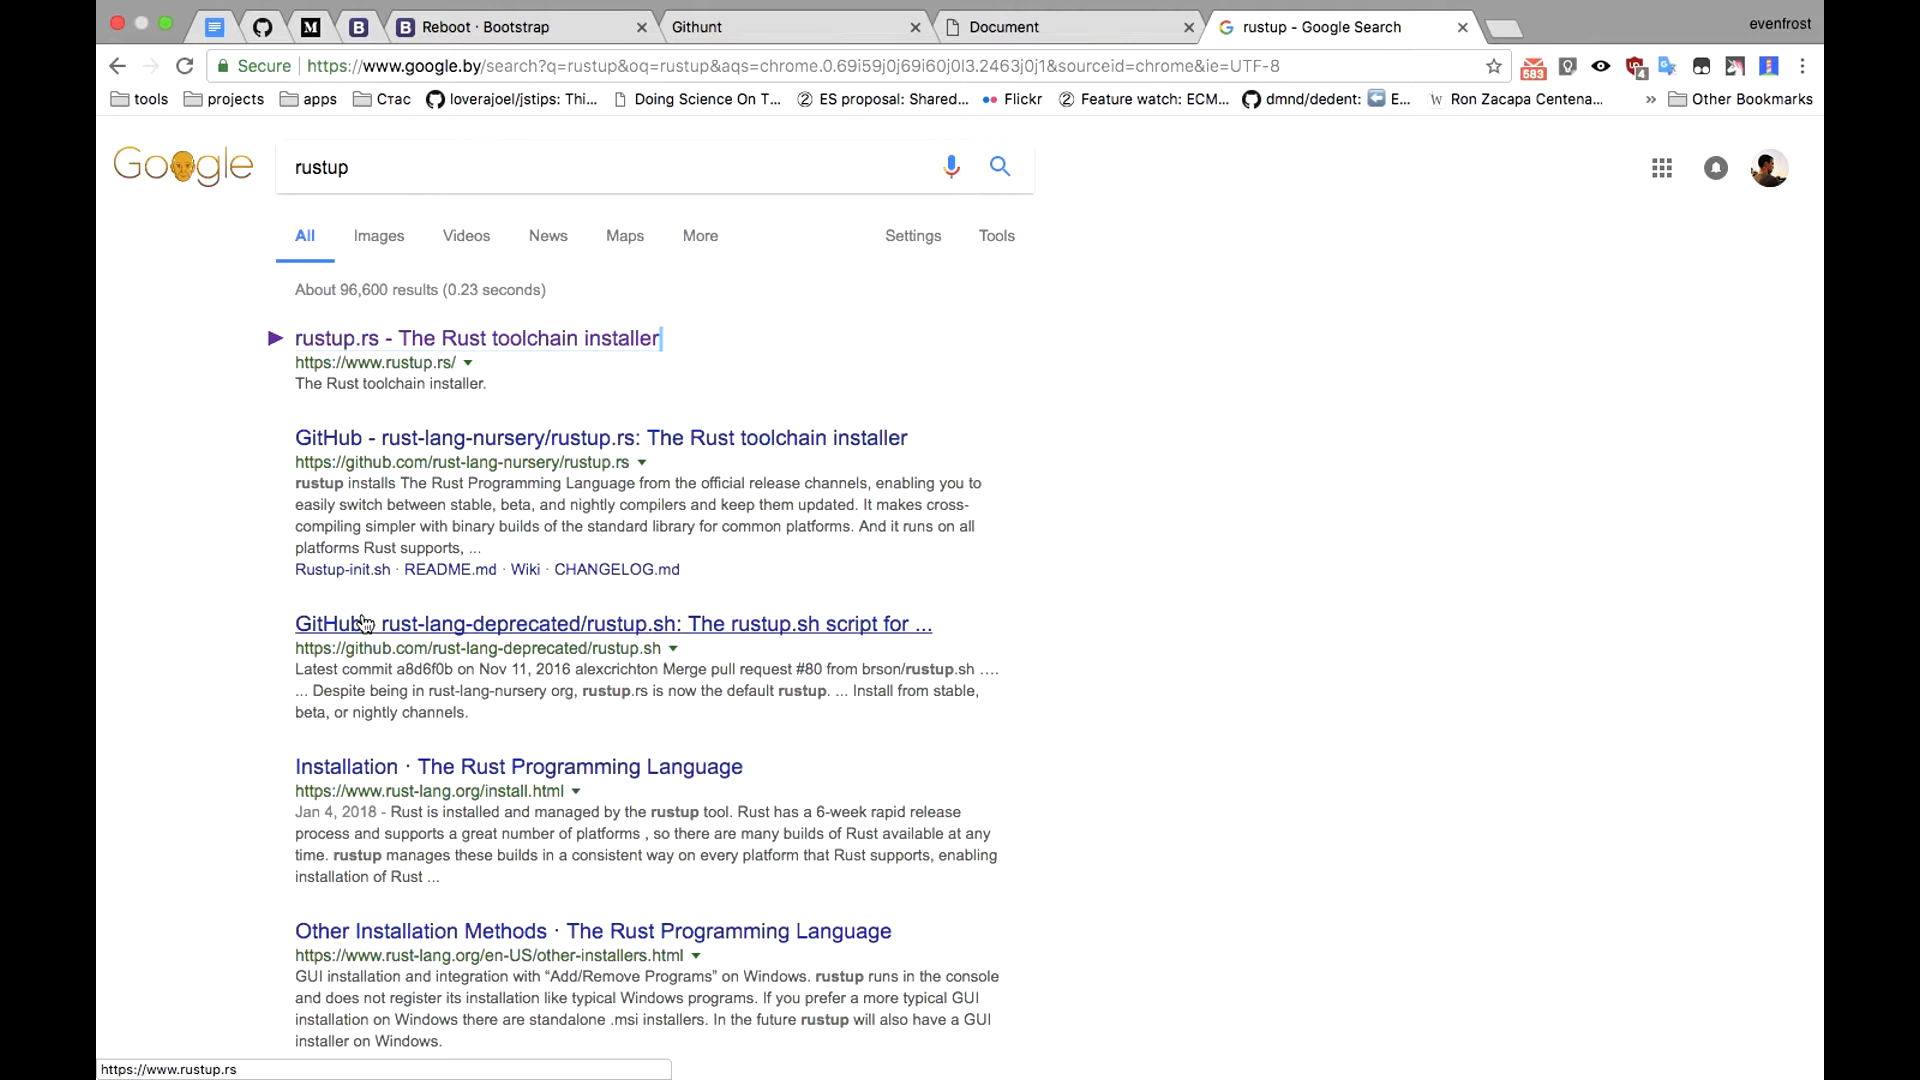 Reboot · Bootstrap
Githunt
Document
rustup - Google Search
evenfrost
Secure
https://www.google.by/search?q=rustup&oq=rustup&aqs=chrome.0.69i59j0j69i60j0l3.2463j0j1&sourceid=chrome&ie=UTF-8
583
4
tools
projects
apps
Стас
loverajoel/jstips: Thi...
Doing Science On T...
ES proposal: Shared...
Flickr
Feature watch: ECM...
dmnd/dedent: E...
Ron Zacapa Centena...
Other Bookmarks
Google
rustup
All
Images
Videos
News
Maps
More
Settings
Tools
About 96,600 results (0.23 seconds)
rustup.rs - The Rust toolchain installer
https://www.rustup.rs/
The Rust toolchain installer.
GitHub - rust-lang-nursery/rustup.rs: The Rust toolchain installer
https://github.com/rust-lang-nursery/rustup.rs
rustup installs The Rust Programming Language from the official release channels, enabling you to
easily switch between stable, beta, and nightly compilers and keep them updated. It makes cross-
compiling simpler with binary builds of the standard library for common platforms. And it runs on all
platforms Rust supports, ...
Rustup-init.sh · README.md · Wiki · CHANGELOG.md
GitHub rust-lang-deprecated/rustup.sh: The rustup.sh script for ...
https://github.com/rust-lang-deprecated/rustup.sh
Latest commit a8d6f0b on Nov 11, 2016 alexcrichton Merge pull request #80 from brson/rustup.sh ....
... Despite being in rust-lang-nursery org, rustup.rs is now the default rustup. ... Install from stable,
beta, or nightly channels.
Installation · The Rust Programming Language
https://www.rust-lang.org/install.html
Jan 4, 2018 - Rust is installed and managed by the rustup tool. Rust has a 6-week rapid release
process and supports a great number of platforms , so there are many builds of Rust available at any
time. rustup manages these builds in a consistent way on every platform that Rust supports, enabling
installation of Rust ...
Other Installation Methods · The Rust Programming Language
https://www.rust-lang.org/en-US/other-installers.html
GUI installation and integration with “Add/Remove Programs” on Windows. rustup runs in the console
and does not register its installation like typical Windows programs. If you prefer a more typical GUI
installation on Windows there are standalone .msi installers. In the future rustup will also have a GUI
installer on Windows.
https://www.rustup.rs